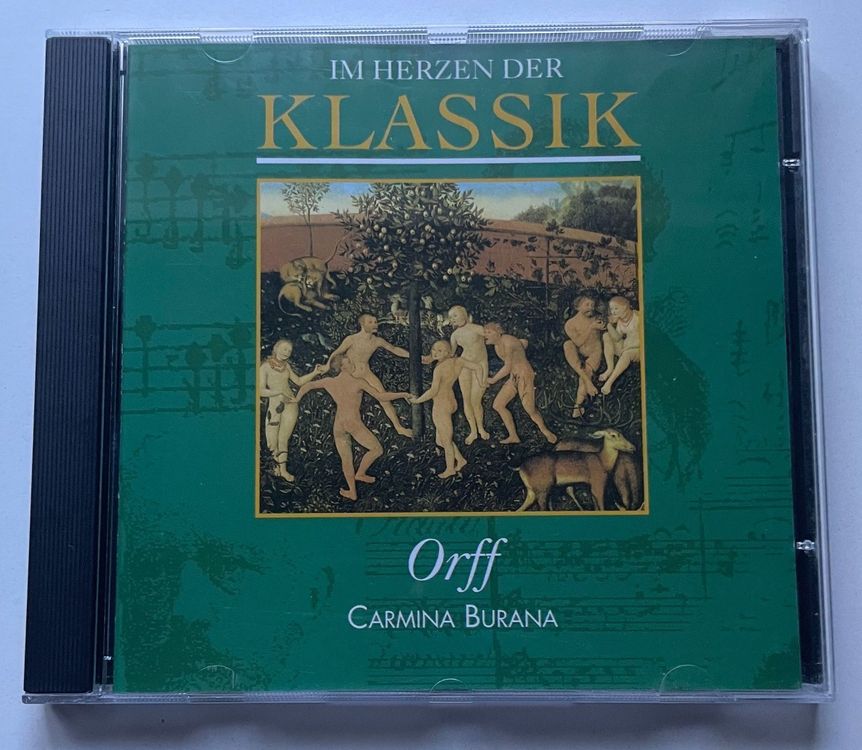 IM HERZEN DER
KLASSIK
Orff
CARMINA BURANA